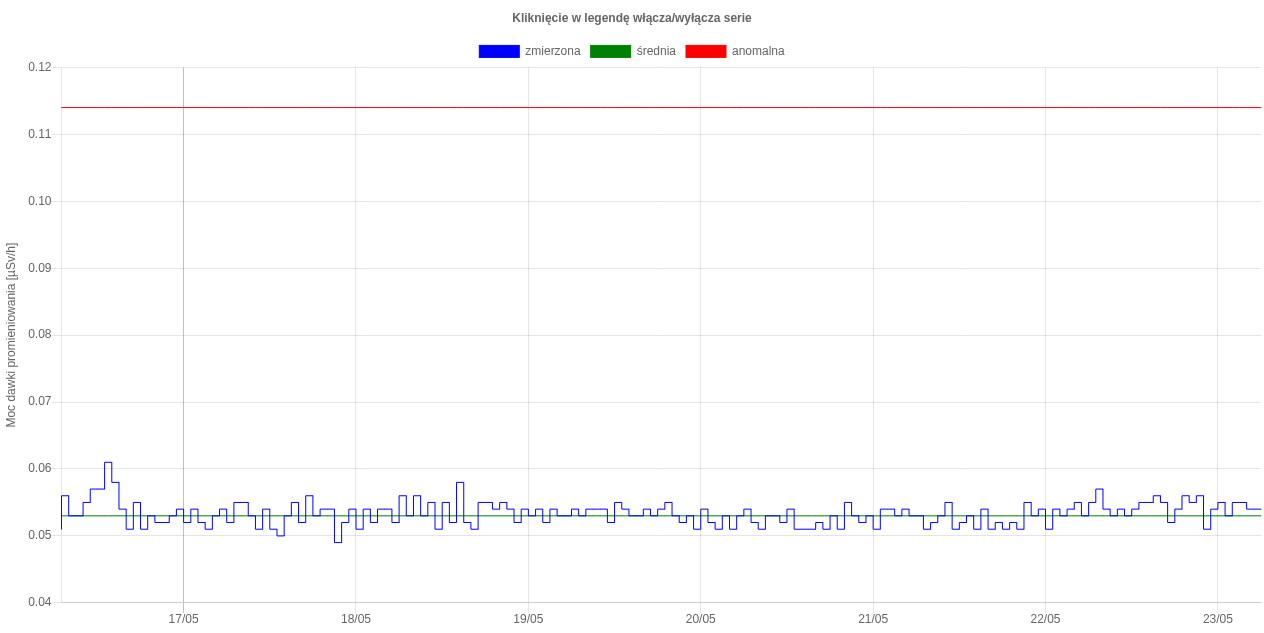 Kliknięcie w legendę włącza/wyłącza serie
zmierzona średnia anomalna
Moc dawki promieniowania [µSv/h]
0.12
0.11
0.10
0.09
0.08
0.07
0.06
0.05
0.04
17/05 18/05 19/05 20/05 21/05 22/05 23/05